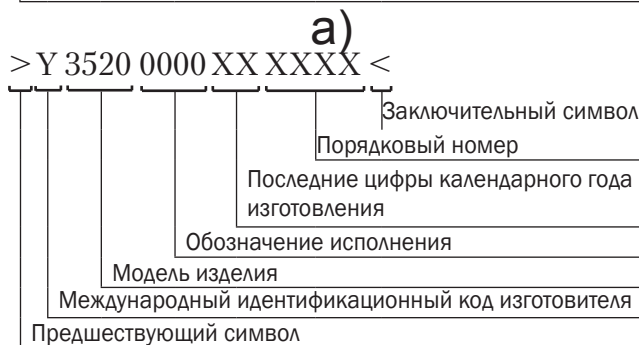 а)
>Y 3520 0000 XX XXXX <
Заключительный символ
Порядковый номер
Последние цифры календарного года
изготовления
Обозначение исполнения
Модель изделия
Международный идентификационный код изготовителя
Предшествующий символ